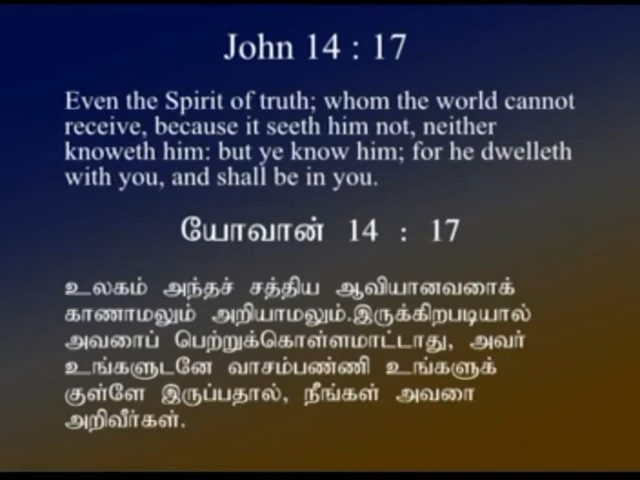 John 14 : 17
Even the Spirit of truth; whom the world cannot
receive, because it seeth him not, neither
knoweth him: but ye know him; for he dwelleth
with you, and shall be in you.
யோவான் 14 : 17
உலகம் அந்தச் சத்திய ஆவியானவரைக்
காணாமலும் அறியாமலும்.இருக்கிறபடியால்
அவரைப் பெற்றுக்கொள்ளமாட்டாது, அவர்
உங்களுடனே வாசம்பண்ணி உங்களுக்
குள்ளே இருப்பதால், நீங்கள் அவரை
அறிவீர்கள்.